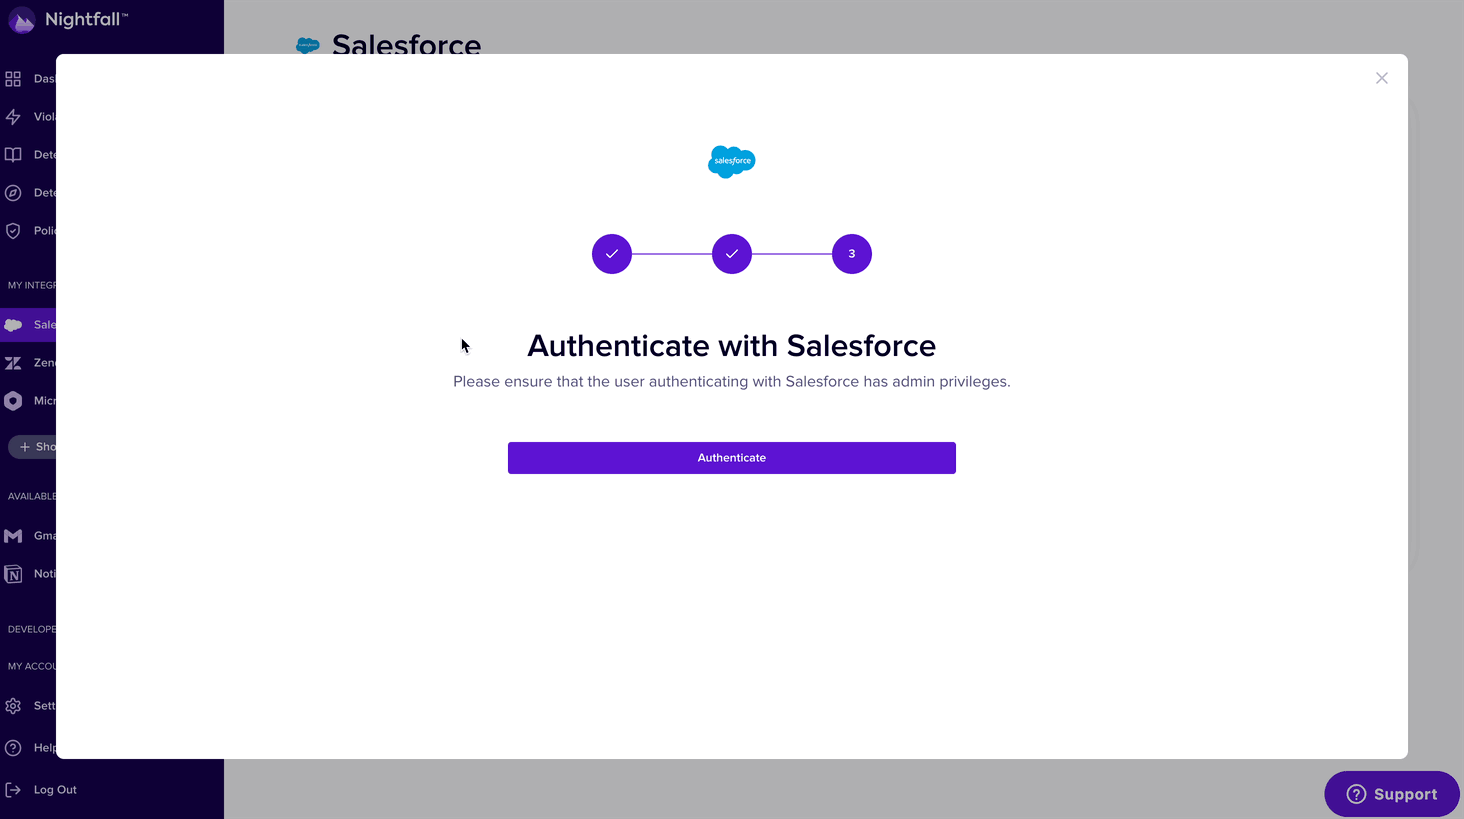 Nightfall™
Salesforce
Das
Viol
Dete
Dete
Polic
MY INTEGR
Sale
Zen
Micr
+ Sho
AVAILABLE
Gma
Noti
DEVELOPE
MY ACCOU
Sett
Help
Log Out
salesforce
3
Authenticate with Salesforce
Please ensure that the user authenticating with Salesforce has admin privileges.
Authenticate
Support